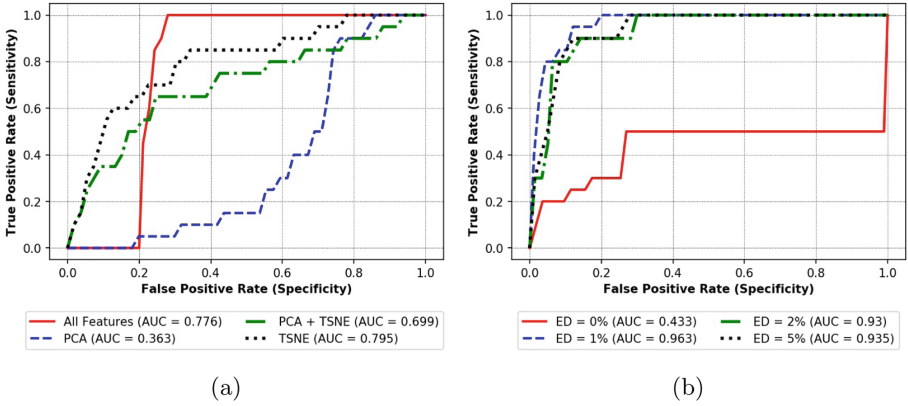 True Positive Rate (Sensitivity)
1.0
0.8
0.6
0.4
0.2
0.0
0.0 0.2 0.4 0.6 0.8 1.0
False Positive Rate (Specificity)
All Features (AUC = 0.776) PCA + TSNE (AUC = 0.699)
PCA (AUC = 0.363) TSNE (AUC = 0.795)
(a)
True Positive Rate (Sensitivity)
1.0
0.8
0.6
0.4
0.2
0.0
0.0 0.2 0.4 0.6 0.8 1.0
False Positive Rate (Specificity)
ED = 0% (AUC = 0.433) ED = 2% (AUC = 0.93)
ED = 1% (AUC = 0.963) ED = 5% (AUC = 0.935)
(b)